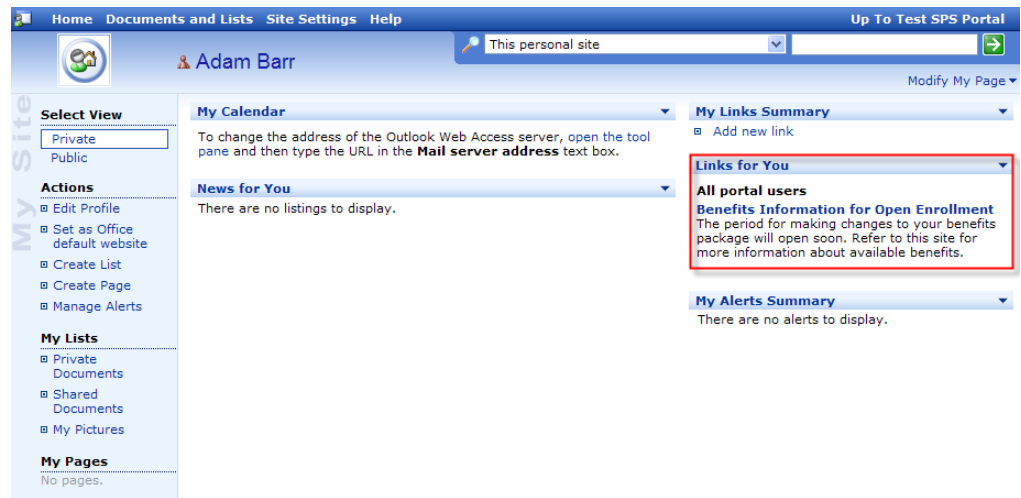 Home Documents and Lists Site Settings Help
Up To Test SPS Portal
Adam Barr
This personal site
Modify My Page
My Site
Select View
Private
Public
Actions
Edit Profile
Set as Office
default website
Create List
Create Page
Manage Alerts
My Lists
Private
Documents
Shared
Documents
My Pictures
My Pages
No pages.
My Calendar
To change the address of the Outlook Web Access server, open the tool
pane and then type the URL in the Mail server address text box.
News for You
There are no listings to display.
My Links Summary
Add new link
Links for You
All portal users
Benefits Information for Open Enrollment
The period for making changes to your benefits
package will open soon. Refer to this site for
more information about available benefits.
My Alerts Summary
There are no alerts to display.